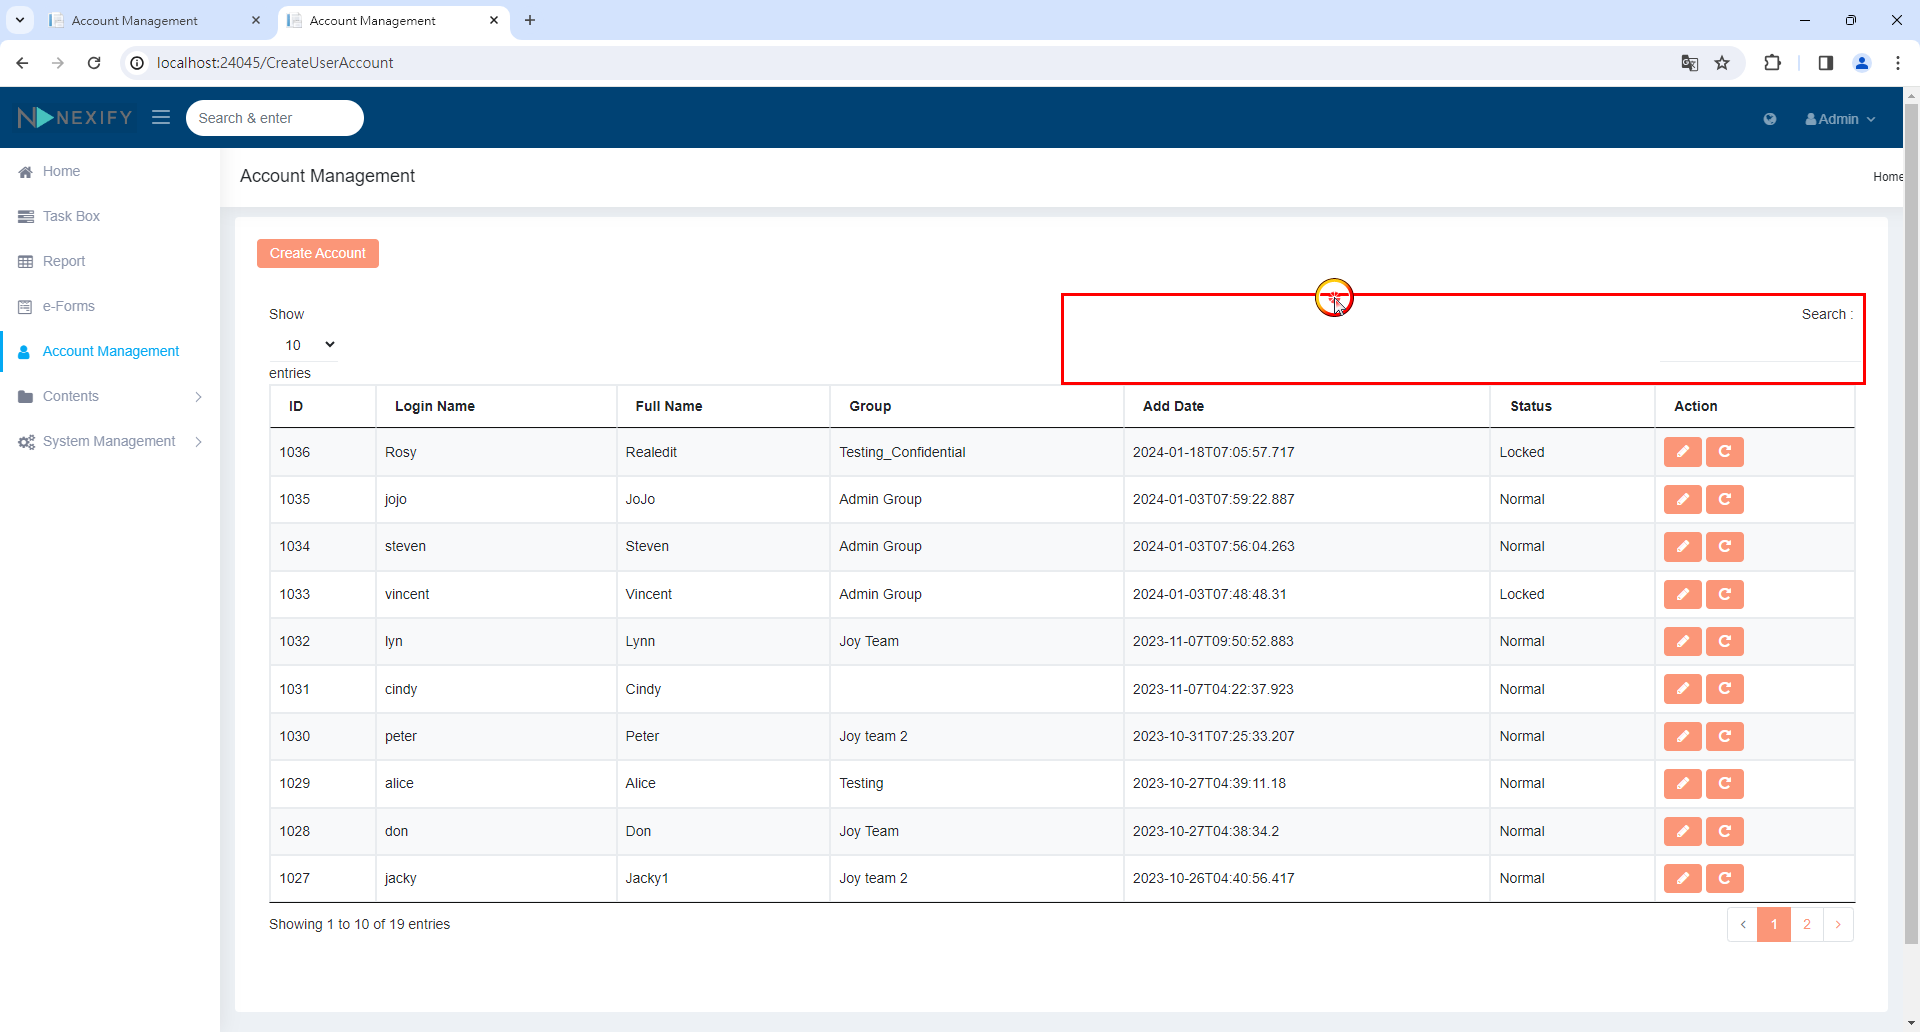 Account Management
Account Management
localhost:24045/CreateUserAccount
NEXIFY
Search & enter
Admin
Home
Task Box
Report
e-Forms
Account Management
Contents
System Management
Account Management
Home
Create Account
Show
10
entries
Search :
ID Login Name Full Name Group Add Date Status Action
1036 Rosy Realedit Testing_Confidential 2024-01-18T07:05:57.717 Locked
1035 jojo JoJo Admin Group 2024-01-03T07:59:22.887 Normal
1034 steven Steven Admin Group 2024-01-03T07:56:04.263 Normal
1033 vincent Vincent Admin Group 2024-01-03T07:48:48.31 Locked
1032 lyn Lynn Joy Team 2023-11-07T09:50:52.883 Normal
1031 cindy Cindy 2023-11-07T04:22:37.923 Normal
1030 peter Peter Joy team 2 2023-10-31T07:25:33.207 Normal
1029 alice Alice Testing 2023-10-27T04:39:11.18 Normal
1028 don Don Joy Team 2023-10-27T04:38:34.2 Normal
1027 jacky Jacky1 Joy team 2 2023-10-26T04:40:56.417 Normal
Showing 1 to 10 of 19 entries
‹ 1 2 ›